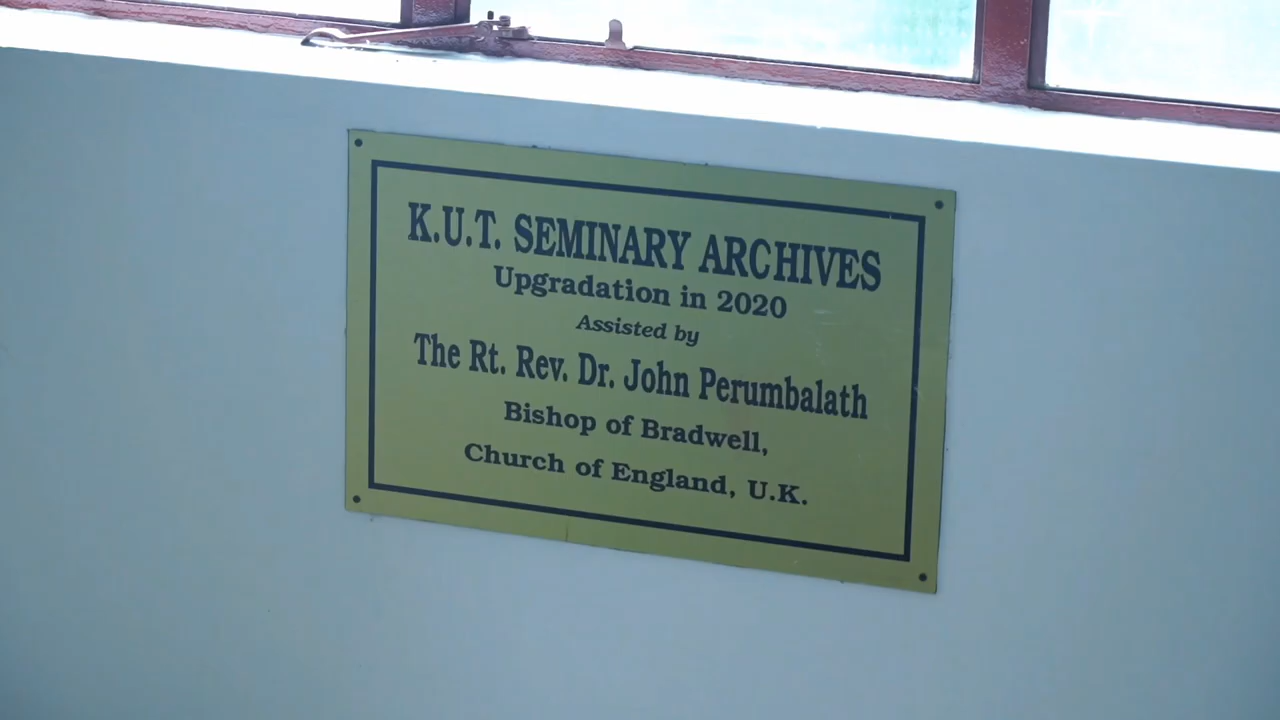 K.U.T. SEMINARY ARCHIVES
Upgradation in 2020
Assisted by
The Rt. Rev. Dr. John Perumbalath
Bishop of Bradwell,
Church of England, U.K.